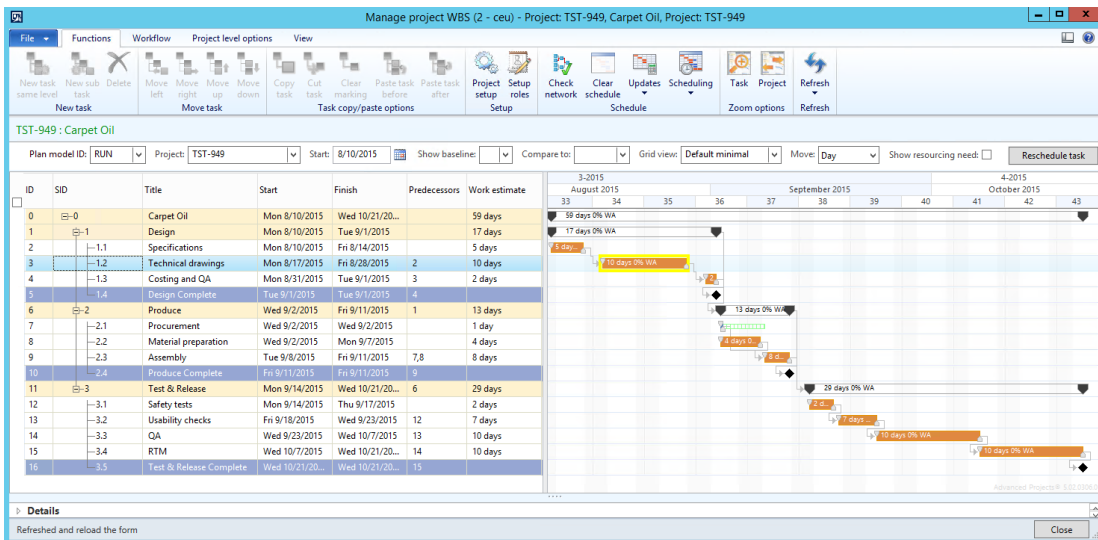 Manage project WBS (2 - ceu) - Project: TST-949, Carpet Oil, Project: TST-949
File Functions Workflow Project level options View
New task same level New sub task Delete Move left Move right Move up Move down Copy task Cut task Clear marking Paste task before Paste task after Project setup Setup roles Check network Clear schedule Updates Scheduling Task Project Refresh
New task Move task Task copy/paste options Setup Schedule Zoom options Refresh
TST-949 : Carpet Oil
Plan model ID: RUN Project: TST-949 Start: 8/10/2015 Show baseline: Compare to: Grid view: Default minimal Move: Day Show resourcing need: Reschedule task
ID SID Title Start Finish Predecessors Work estimate
3-2015 4-2015
August 2015 September 2015 October 2015
33 34 35 36 37 38 39 40 41 42 43
0 0 Carpet Oil Mon 8/10/2015 Wed 10/21/20... 59 days 59 days 0% WA
1 1 Design Mon 8/10/2015 Tue 9/1/2015 17 days 17 days 0% WA
2 1.1 Specifications Mon 8/10/2015 Fri 8/14/2015 5 days 5 day...
3 1.2 Technical drawings Mon 8/17/2015 Fri 8/28/2015 2 10 days 10 days 0% WA
4 1.3 Costing and QA Mon 8/31/2015 Tue 9/1/2015 3 2 days 2
5 1.4 Design Complete Tue 9/1/2015 Tue 9/1/2015 4
6 2 Produce Wed 9/2/2015 Fri 9/11/2015 1 13 days 13 days 0% WA
7 2.1 Procurement Wed 9/2/2015 Wed 9/2/2015 1 day
8 2.2 Material preparation Wed 9/2/2015 Mon 9/7/2015 4 days 4 days 0...
9 2.3 Assembly Tue 9/8/2015 Fri 9/11/2015 7,8 8 days 8 d...
10 2.4 Produce Complete Fri 9/11/2015 Fri 9/11/2015 9
11 3 Test & Release Mon 9/14/2015 Wed 10/21/20... 6 29 days 29 days 0% WA
12 3.1 Safety tests Mon 9/14/2015 Thu 9/17/2015 2 days 2 d...
13 3.2 Usability checks Fri 9/18/2015 Wed 9/23/2015 12 7 days 7 days ...
14 3.3 QA Wed 9/23/2015 Wed 10/7/2015 13 10 days 10 days 0% WA
15 3.4 RTM Wed 10/7/2015 Wed 10/21/20... 14 10 days 10 days 0% WA
16 3.5 Test & Release Complete Wed 10/21/20... Wed 10/21/20... 15
Advanced Projects®
Details
Refreshed and reload the form Close